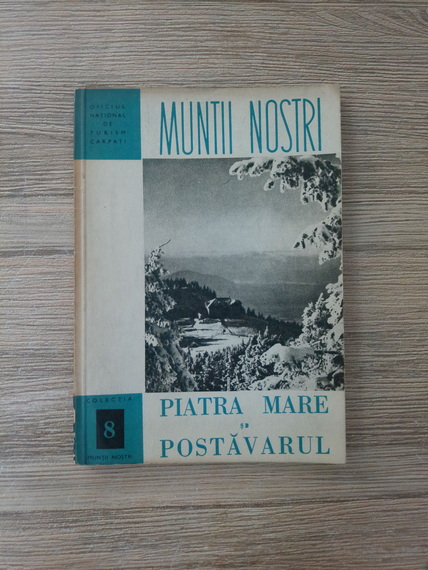 OFICIUL
NAȚIONAL
DE
TURISM
CARPAȚI
MUNȚII NOȘTRI
COLECȚIA
8
MUNȚII NOȘTRI
PIATRA MARE
ȘI
POSTĂVARUL